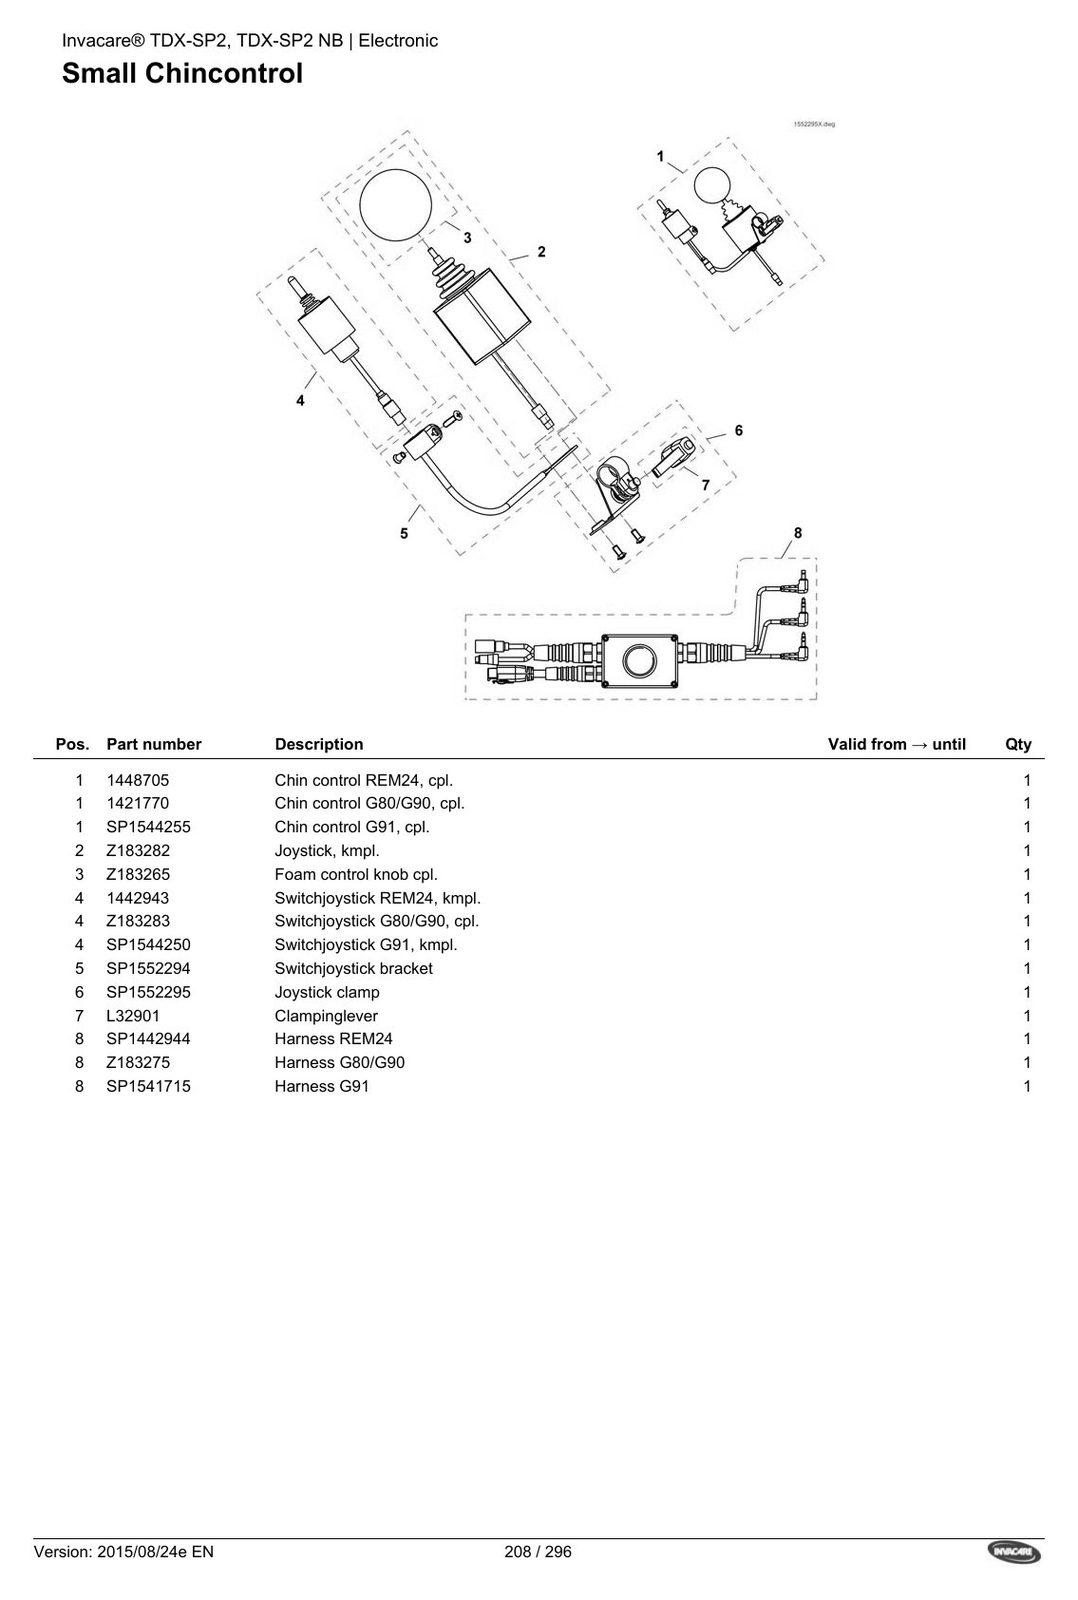 Invacare® TDX-SP2, TDX-SP2 NB | Electronic
Small Chincontrol
1552295X.dwg
1
3
2
4
6
7
5
8
Pos. Part number Description Valid from → until Qty
1 1448705 Chin control REM24, cpl. 1
1 1421770 Chin control G80/G90, cpl. 1
1 SP1544255 Chin control G91, cpl. 1
2 Z183282 Joystick, kmpl. 1
3 Z183265 Foam control knob cpl. 1
4 1442943 Switchjoystick REM24, kmpl. 1
4 Z183283 Switchjoystick G80/G90, cpl. 1
4 SP1544250 Switchjoystick G91, kmpl. 1
5 SP1552294 Switchjoystick bracket 1
6 SP1552295 Joystick clamp 1
7 L32901 Clampinglever 1
8 SP1442944 Harness REM24 1
8 Z183275 Harness G80/G90 1
8 SP1541715 Harness G91 1
Version: 2015/08/24e EN 208 / 296 INVACARE